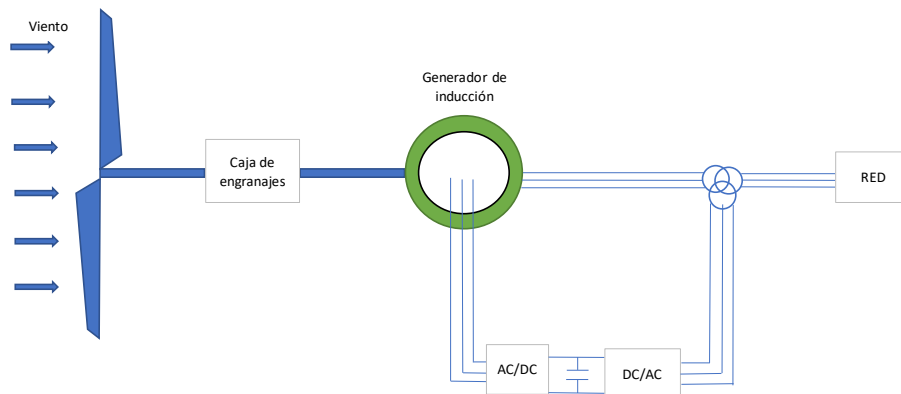 Viento
Generador de
inducción
Caja de
engranajes
RED
AC/DC
DC/AC